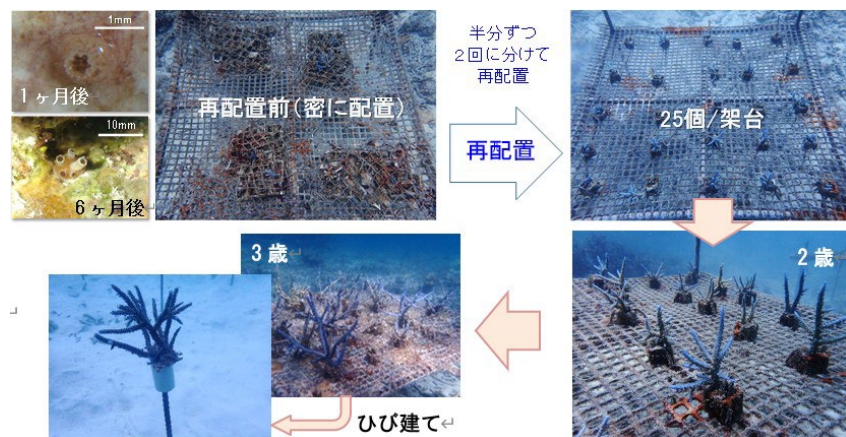 1mm
1ヶ月後
10mm
6ヶ月後
再配置前(密に配置)
半分ずつ
2回に分けて
再配置
再配置
25個/架台
2歳
3歳
ひび建て